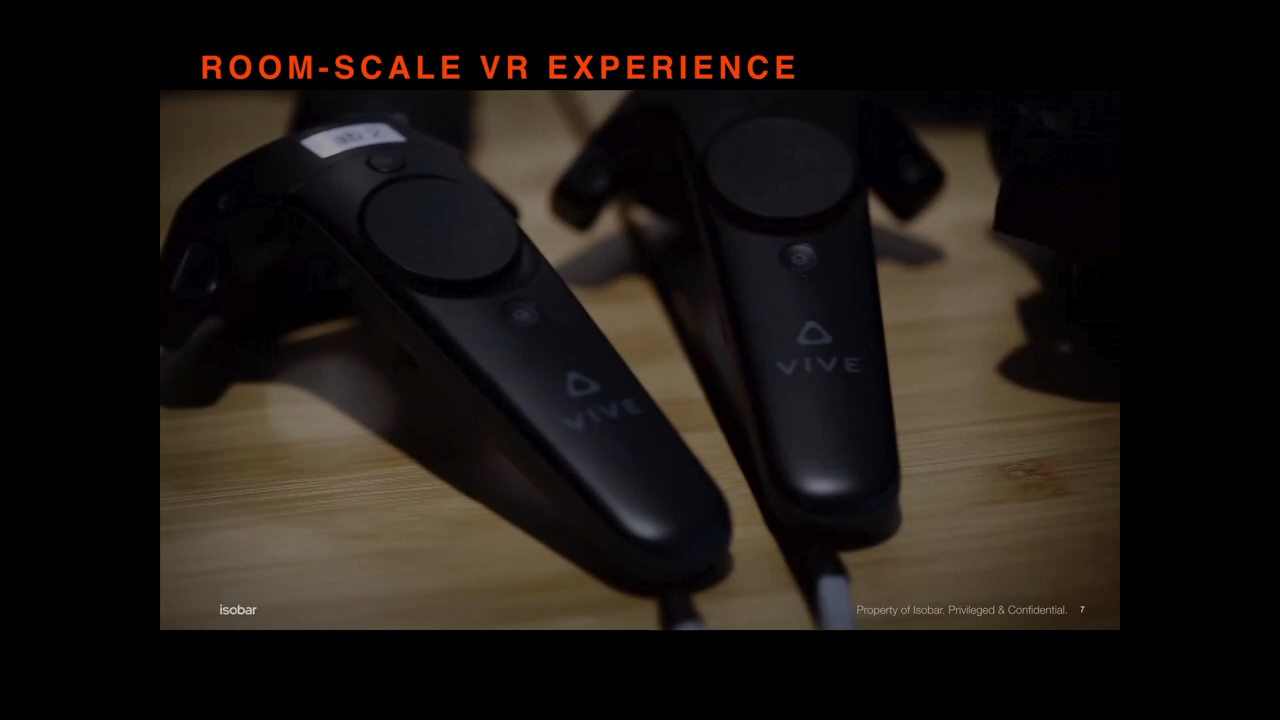 ROOM-SCALE VR EXPERIENCE
VIVE
VIVE
isobar
Property of Isobar. Privileged & Confidential. 7